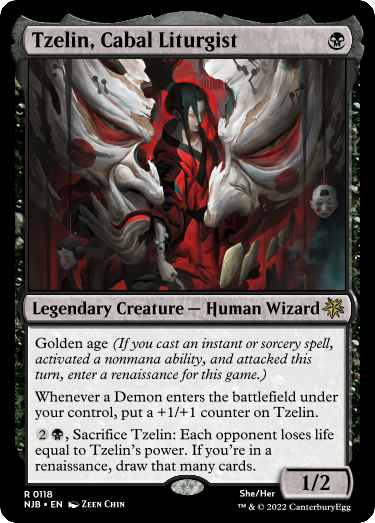 Tzelin, Cabal Liturgist
Legendary Creature — Human Wizard
Golden age (If you cast an instant or sorcery spell,
activated a nonmana ability, and attacked this
turn, enter a renaissance for this game.)
Whenever a Demon enters the battlefield under
your control, put a +1/+1 counter on Tzelin.
2 , Sacrifice Tzelin: Each opponent loses life
equal to Tzelin's power. If you're in a
renaissance, draw that many cards.
1/2
R 0118
NJB • EN Zeen Chin
She/Her
™ & © 2022 CanterburyEgg